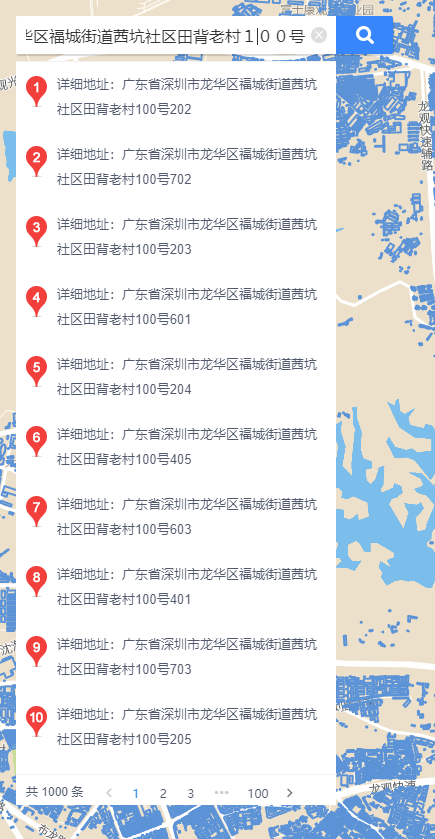 华区福城街道茜坑社区田背老村１００号
1 详细地址：广东省深圳市龙华区福城街道茜坑
社区田背老村100号202
2 详细地址：广东省深圳市龙华区福城街道茜坑
社区田背老村100号702
3 详细地址：广东省深圳市龙华区福城街道茜坑
社区田背老村100号203
4 详细地址：广东省深圳市龙华区福城街道茜坑
社区田背老村100号601
5 详细地址：广东省深圳市龙华区福城街道茜坑
社区田背老村100号204
6 详细地址：广东省深圳市龙华区福城街道茜坑
社区田背老村100号405
7 详细地址：广东省深圳市龙华区福城街道茜坑
社区田背老村100号603
8 详细地址：广东省深圳市龙华区福城街道茜坑
社区田背老村100号401
9 详细地址：广东省深圳市龙华区福城街道茜坑
社区田背老村100号703
10 详细地址：广东省深圳市龙华区福城街道茜坑
社区田背老村100号205
共 1000 条 1 2 3 ••• 100
龙观快速辅路
观光
沈海
龙观快速
布龙